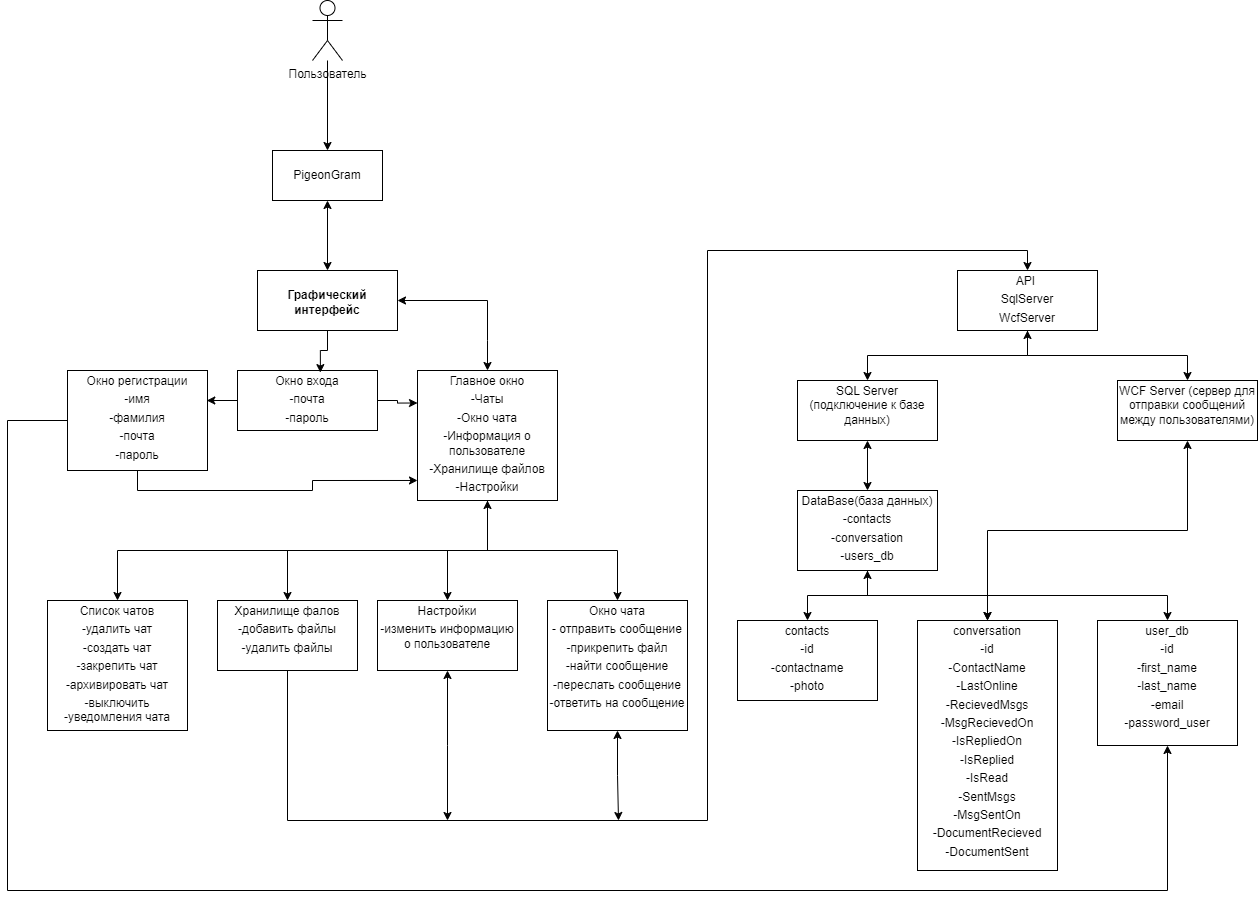 Пользователь
PigeonGram
Графический
интерфейс
Окно регистрации
-имя
-фамилия
-почта
-пароль
Окно входа
-почта
-пароль
Главное окно
-Чаты
-Окно чата
-Информация о
пользователе
-Хранилище файлов
-Настройки
Список чатов
-удалить чат
-создать чат
-закрепить чат
-архивировать чат
-выключить
-уведомления чата
Хранилище фалов
-добавить файлы
-удалить файлы
Настройки
-изменить информацию
о пользователе
Окно чата
- отправить сообщение
-прикрепить файл
-найти сообщение
-переслать сообщение
-ответить на сообщение
API
SqlServer
WcfServer
SQL Server
(подключение к базе
данных)
WCF Server (сервер для
отправки сообщений
между пользователями)
DataBase(база данных)
-contacts
-conversation
-users_db
contacts
-id
-contactname
-photo
conversation
-id
-ContactName
-LastOnline
-RecievedMsgs
-MsgRecievedOn
-IsRepliedOn
-IsReplied
-IsRead
-SentMsgs
-MsgSentOn
-DocumentRecieved
-DocumentSent
user_db
-id
-first_name
-last_name
-email
-password_user